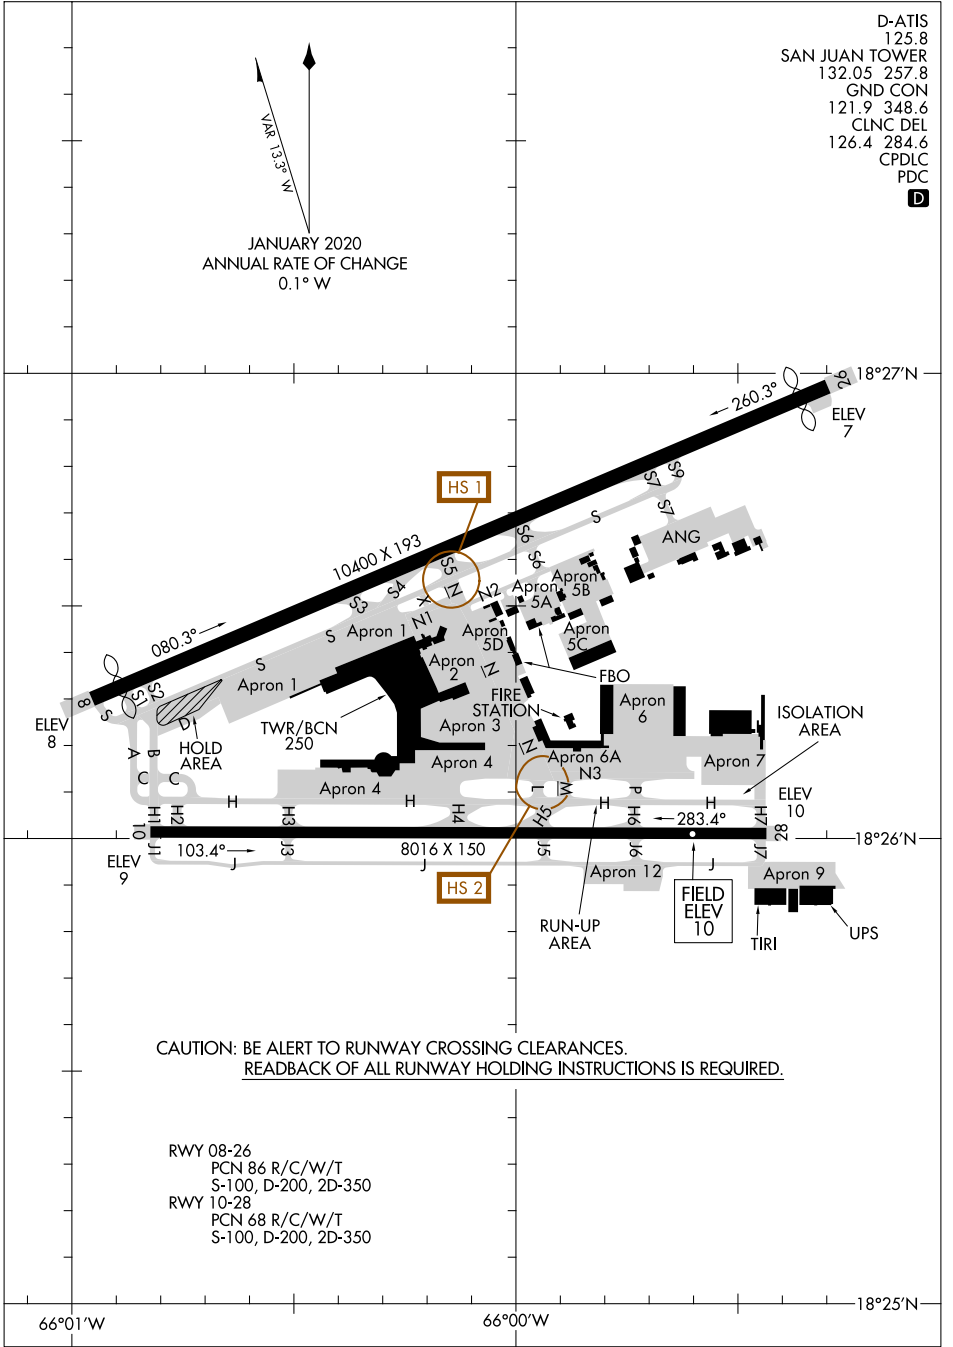 D-ATIS
125.8
SAN JUAN TOWER
132.05 257.8
GND CON
121.9 348.6
CLNC DEL
126.4 284.6
CPDLC
PDC
D
VAR 13.3° W
JANUARY 2020
ANNUAL RATE OF CHANGE
0.1° W
18°27'N
26
260.3°
ELEV
7
HS 1
S9
S7
S7
S
S6
S6
ANG
10400 X 193
S5
N
S4
S3
X
N1
N2
Apron
5A
Apron
5B
Apron
5C
Apron
5D
080.3°
S
Apron 1
S
Apron 1
Apron
2
N
FBO
FIRE
STATION
Apron
6
ISOLATION
AREA
8
S
S1
S2
D
HOLD
AREA
ELEV
8
TWR/BCN
250
Apron 3
N
Apron 4
Apron 6A
N3
Apron 7
A
B
C
C
Apron 4
L
M
P
H
H
H
H
ELEV
10
H1
H2
H3
H4
H5
H6
H7
283.4°
10
28
18°26'N
ELEV
9
J1
103.4°
J
J3
8016 X 150
J
J5
J6
J
J7
HS 2
Apron 12
Apron 9
FIELD
ELEV
10
RUN-UP
AREA
TIRI
UPS
CAUTION: BE ALERT TO RUNWAY CROSSING CLEARANCES.
READBACK OF ALL RUNWAY HOLDING INSTRUCTIONS IS REQUIRED.
RWY 08-26
PCN 86 R/C/W/T
S-100, D-200, 2D-350
RWY 10-28
PCN 68 R/C/W/T
S-100, D-200, 2D-350
18°25'N
66°01'W
66°00'W